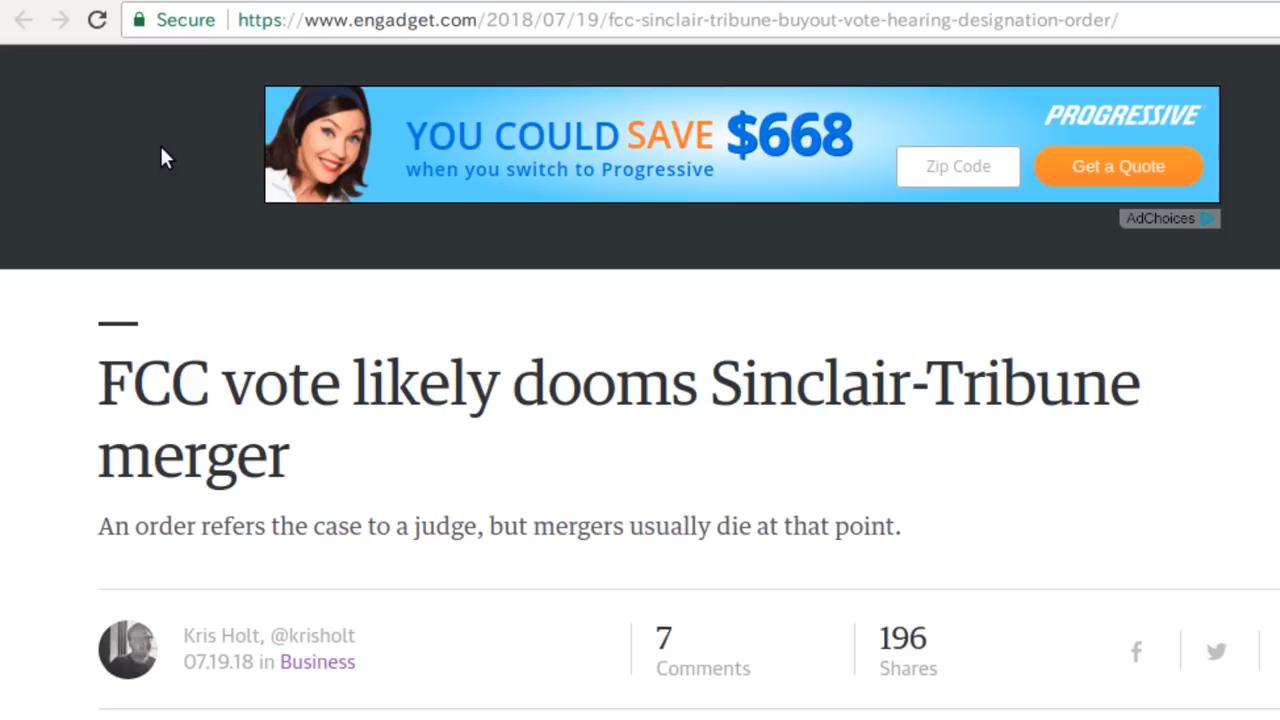 Secure https://www.engadget.com/2018/07/19/fcc-sinclair-tribune-buyout-vote-hearing-designation-order/
YOU COULD SAVE $668
when you switch to Progressive
Zip Code
PROGRESSIVE
Get a Quote
AdChoices
FCC vote likely dooms Sinclair-Tribune
merger
An order refers the case to a judge, but mergers usually die at that point.
Kris Holt, @krisholt
07.19.18 in Business
7
Comments
196
Shares